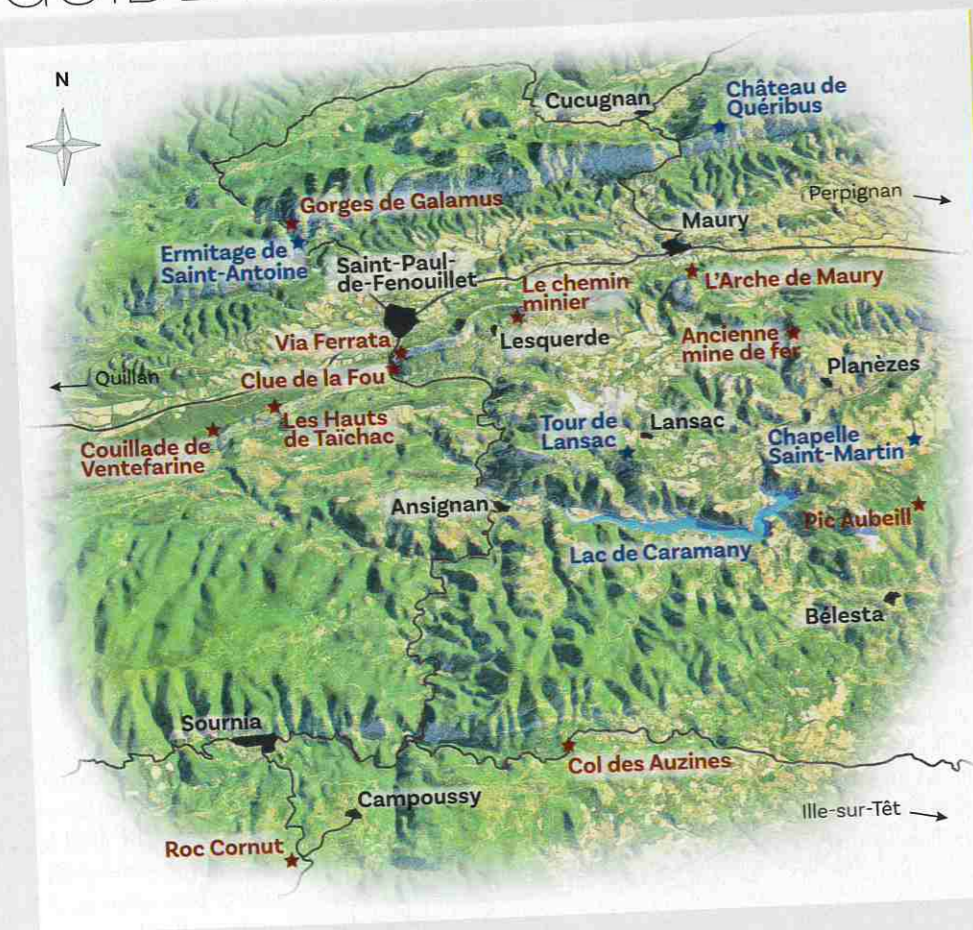 GUIDE
N
Cucugnan
Château de
Quéribus
Gorges de Galamus
Perpignan
Maury
Ermitage de
Saint-Antoine
Saint-Paul-
de-Fenouillet
Le chemin
minier
L'Arche de Maury
Via Ferrata
Lesquerde
Ancienne
mine de fer
Planèzes
Quillan
Clue de la Fou
Les Hauts
de Taïchac
Tour de
Lansac
Lansac
Couillade de
Ventefarine
Chapelle
Saint-Martin
Ansignan
Pic Aubeill
Lac de Caramany
Bélesta
Sournia
Col des Auzines
Campoussy
Ille-sur-Têt
Roc Cornut